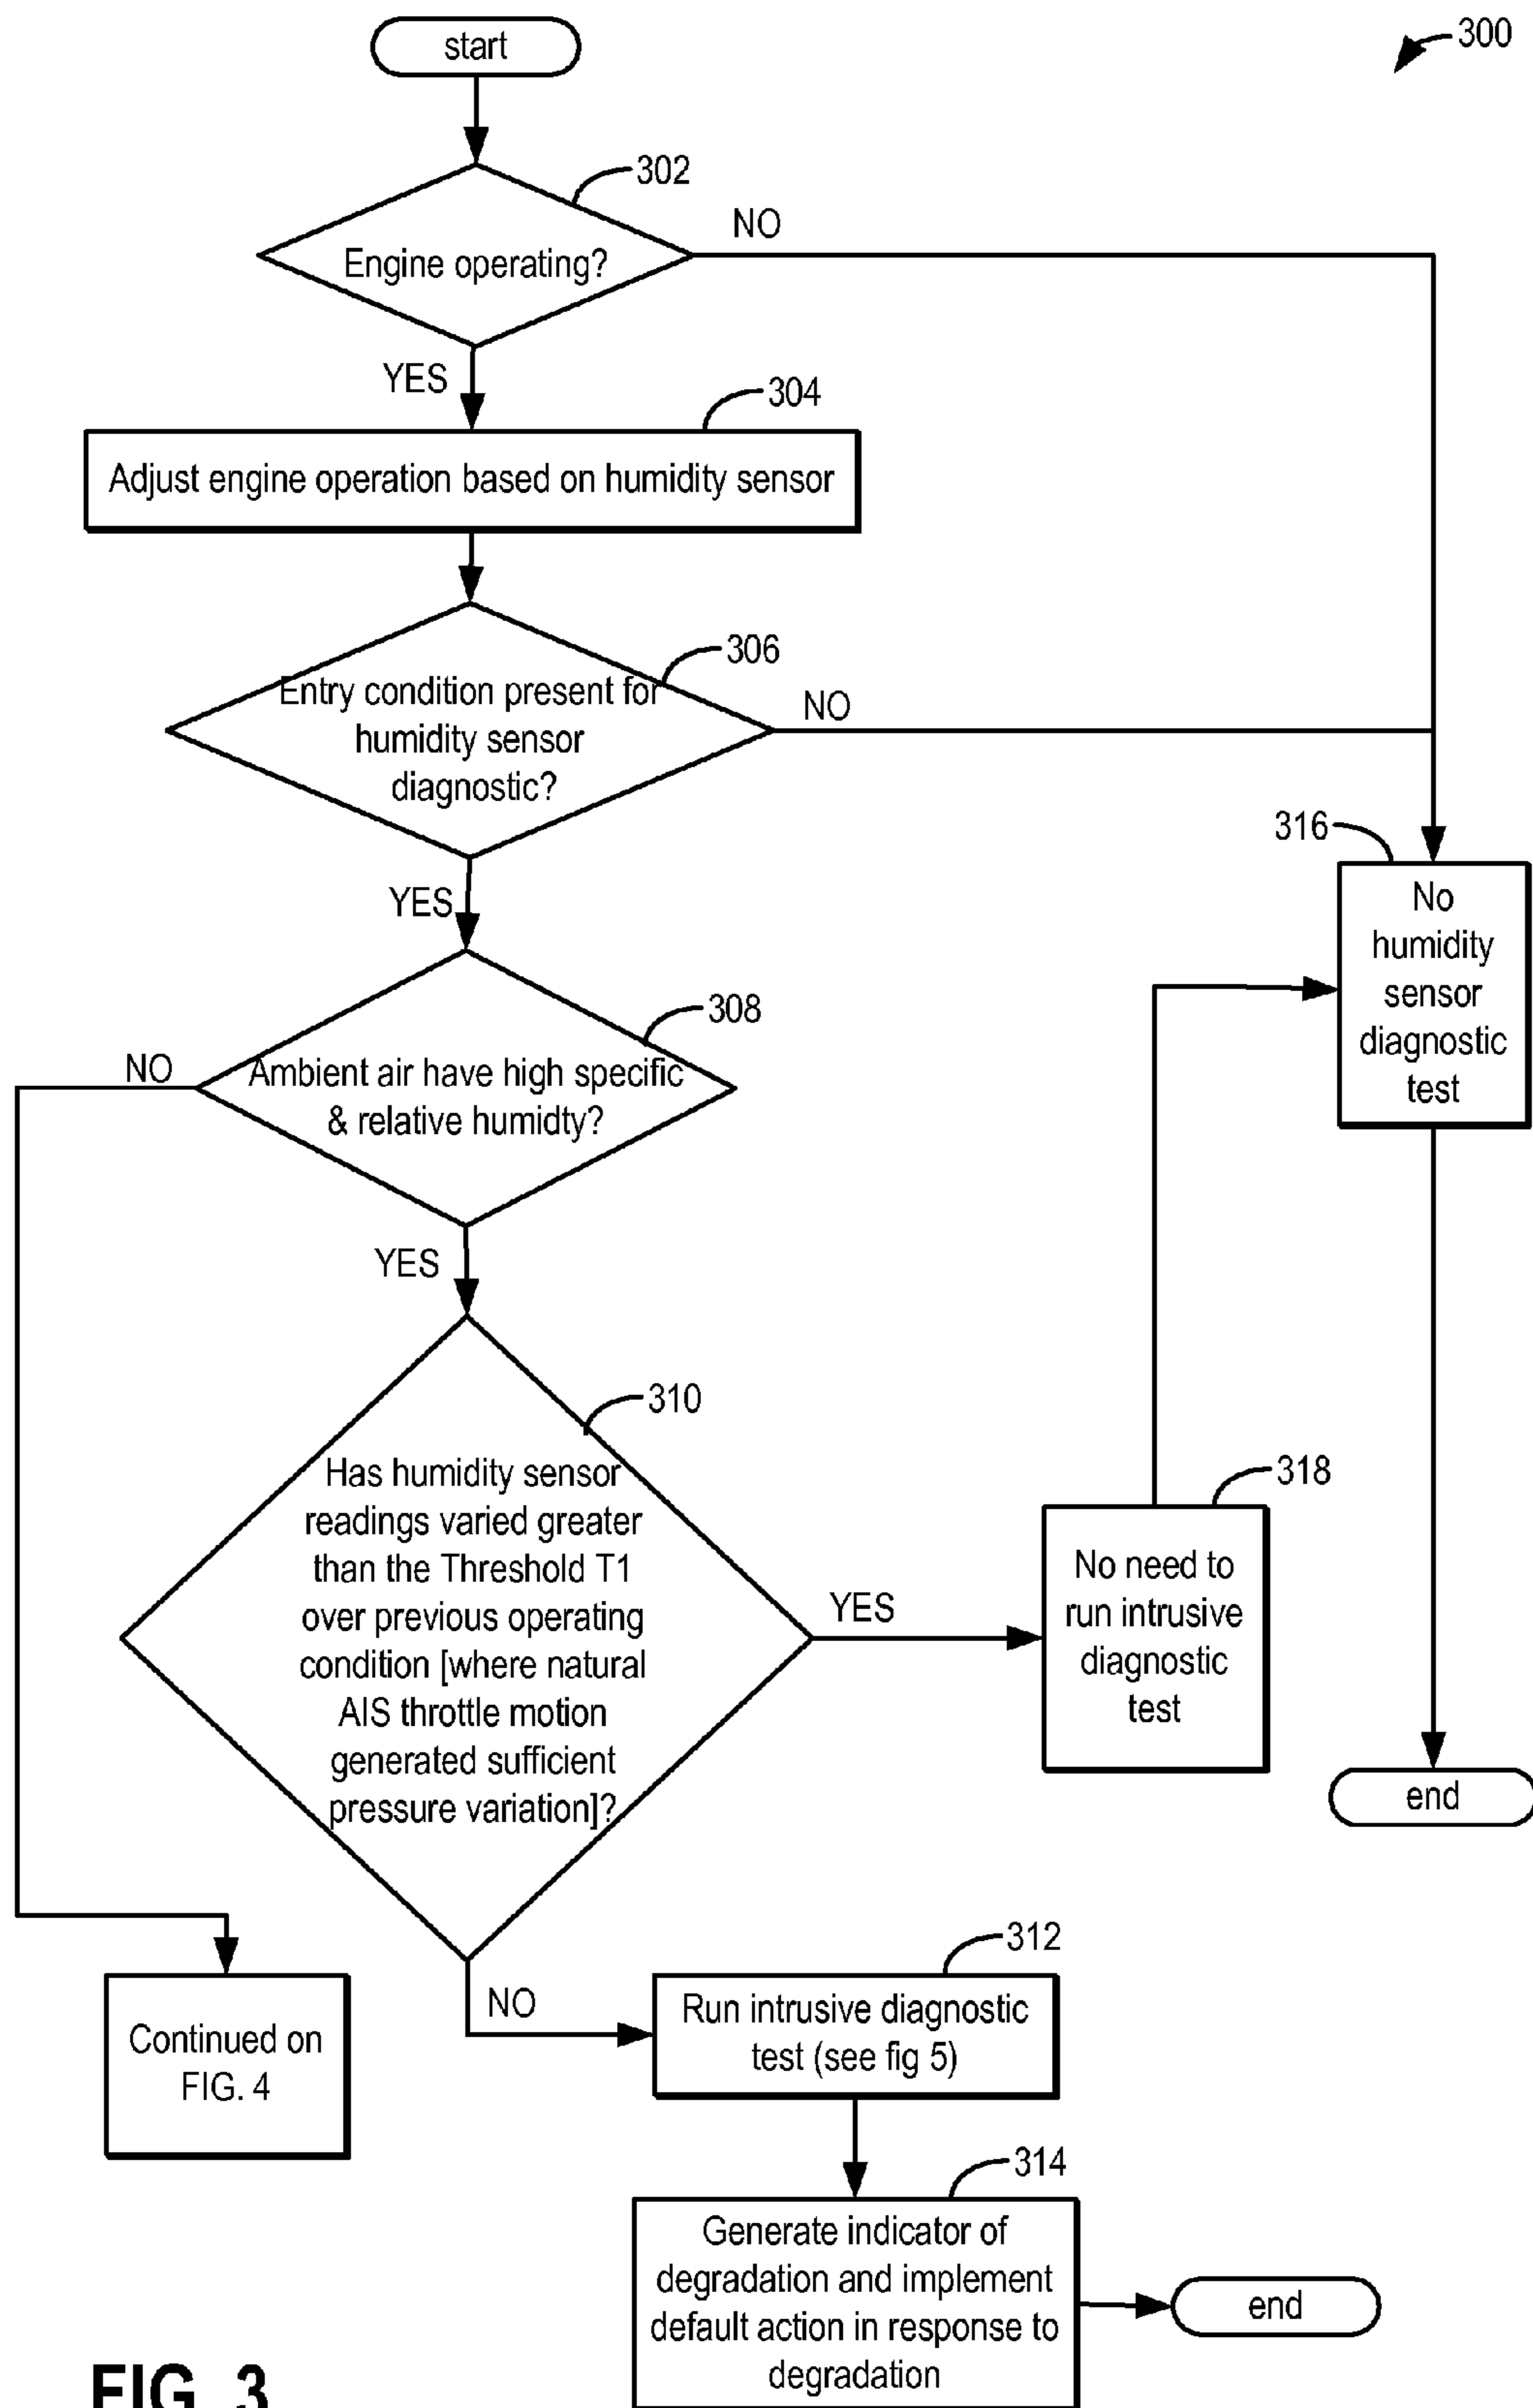 start
300
302
NO
Engine operating?
YES
304
Adjust engine operation based on humidity sensor
306
Entry condition present for
humidity sensor
diagnostic?
NO
316
No
humidity
sensor
diagnostic
test
YES
308
NO
Ambient air have high specific
& relative humidty?
YES
310
Has humidity sensor
readings varied greater
than the Threshold T1
over previous operating
condition [where natural
AIS throttle motion
generated sufficient
pressure variation]?
YES
318
No need to
run intrusive
diagnostic
test
end
312
NO
Run intrusive diagnostic
test (see fig 5)
Continued on
FIG. 4
314
Generate indicator of
degradation and implement
default action in response to
degradation
end
FIG. 3